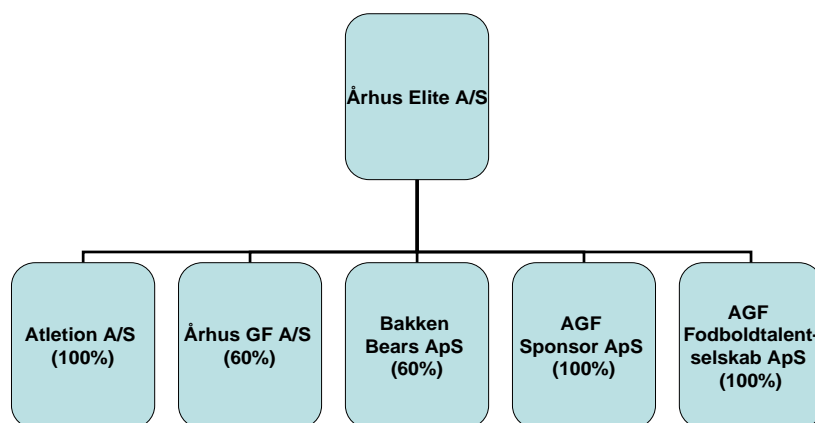 Århus Elite A/S
Atletion A/S
(100%)
Århus GF A/S
(60%)
Bakken
Bears ApS
(60%)
AGF
Sponsor ApS
(100%)
AGF
Fodboldtalent-
selskab ApS
(100%)